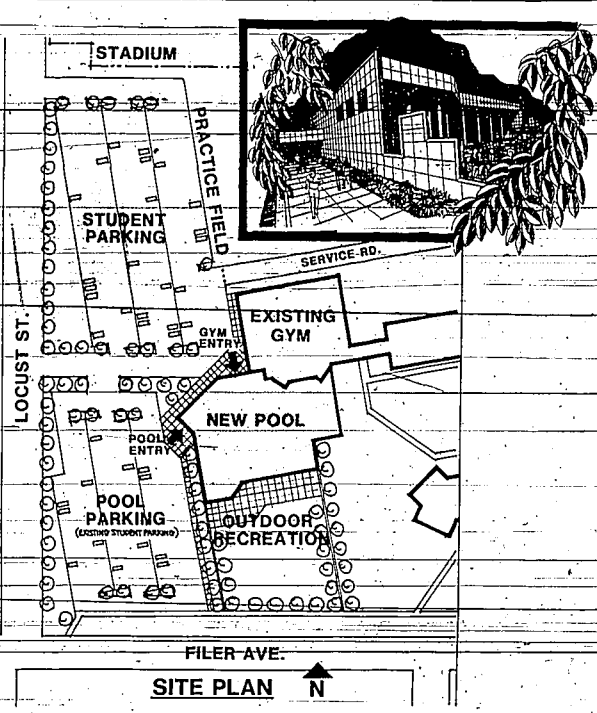 STADIUM
PRACTICE FIELD
STUDENT
PARKING
SERVICE RD.
EXISTING
GYM
GYM
ENTRY
LOCUST ST.
NEW POOL
POOL
ENTRY
POOL
PARKING
(EXISTING STUDENT PARKING)
OUTDOOR
RECREATION
FILER AVE.
SITE PLAN N